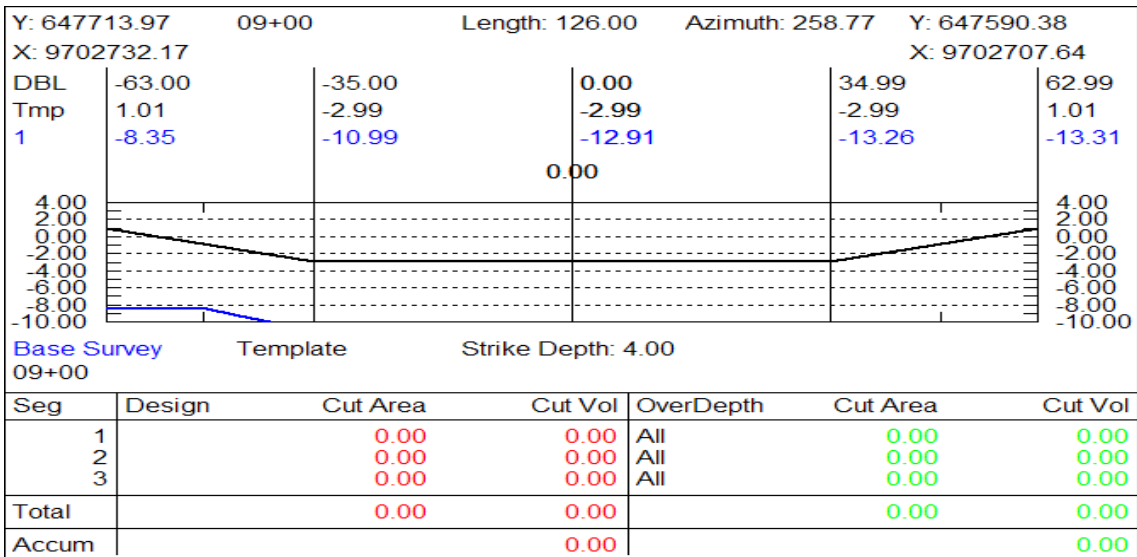 Y: 647713.97 09+00 Length: 126.00 Azimuth: 258.77 Y: 647590.38
X: 9702732.17 X: 9702707.64
DBL -63.00 -35.00 0.00 34.99 62.99
Tmp 1.01 -2.99 -2.99 -2.99 1.01
1 -8.35 -10.99 -12.91 -13.26 -13.31
0.00
4.00 4.00
2.00 2.00
0.00 0.00
-2.00 -2.00
-4.00 -4.00
-6.00 -6.00
-8.00 -8.00
-10.00 -10.00
Base Survey Template Strike Depth: 4.00
09+00
Seg Design Cut Area Cut Vol OverDepth Cut Area Cut Vol
1 0.00 0.00 All 0.00 0.00
2 0.00 0.00 All 0.00 0.00
3 0.00 0.00 All 0.00 0.00
Total 0.00 0.00 0.00 0.00
Accum 0.00 0.00